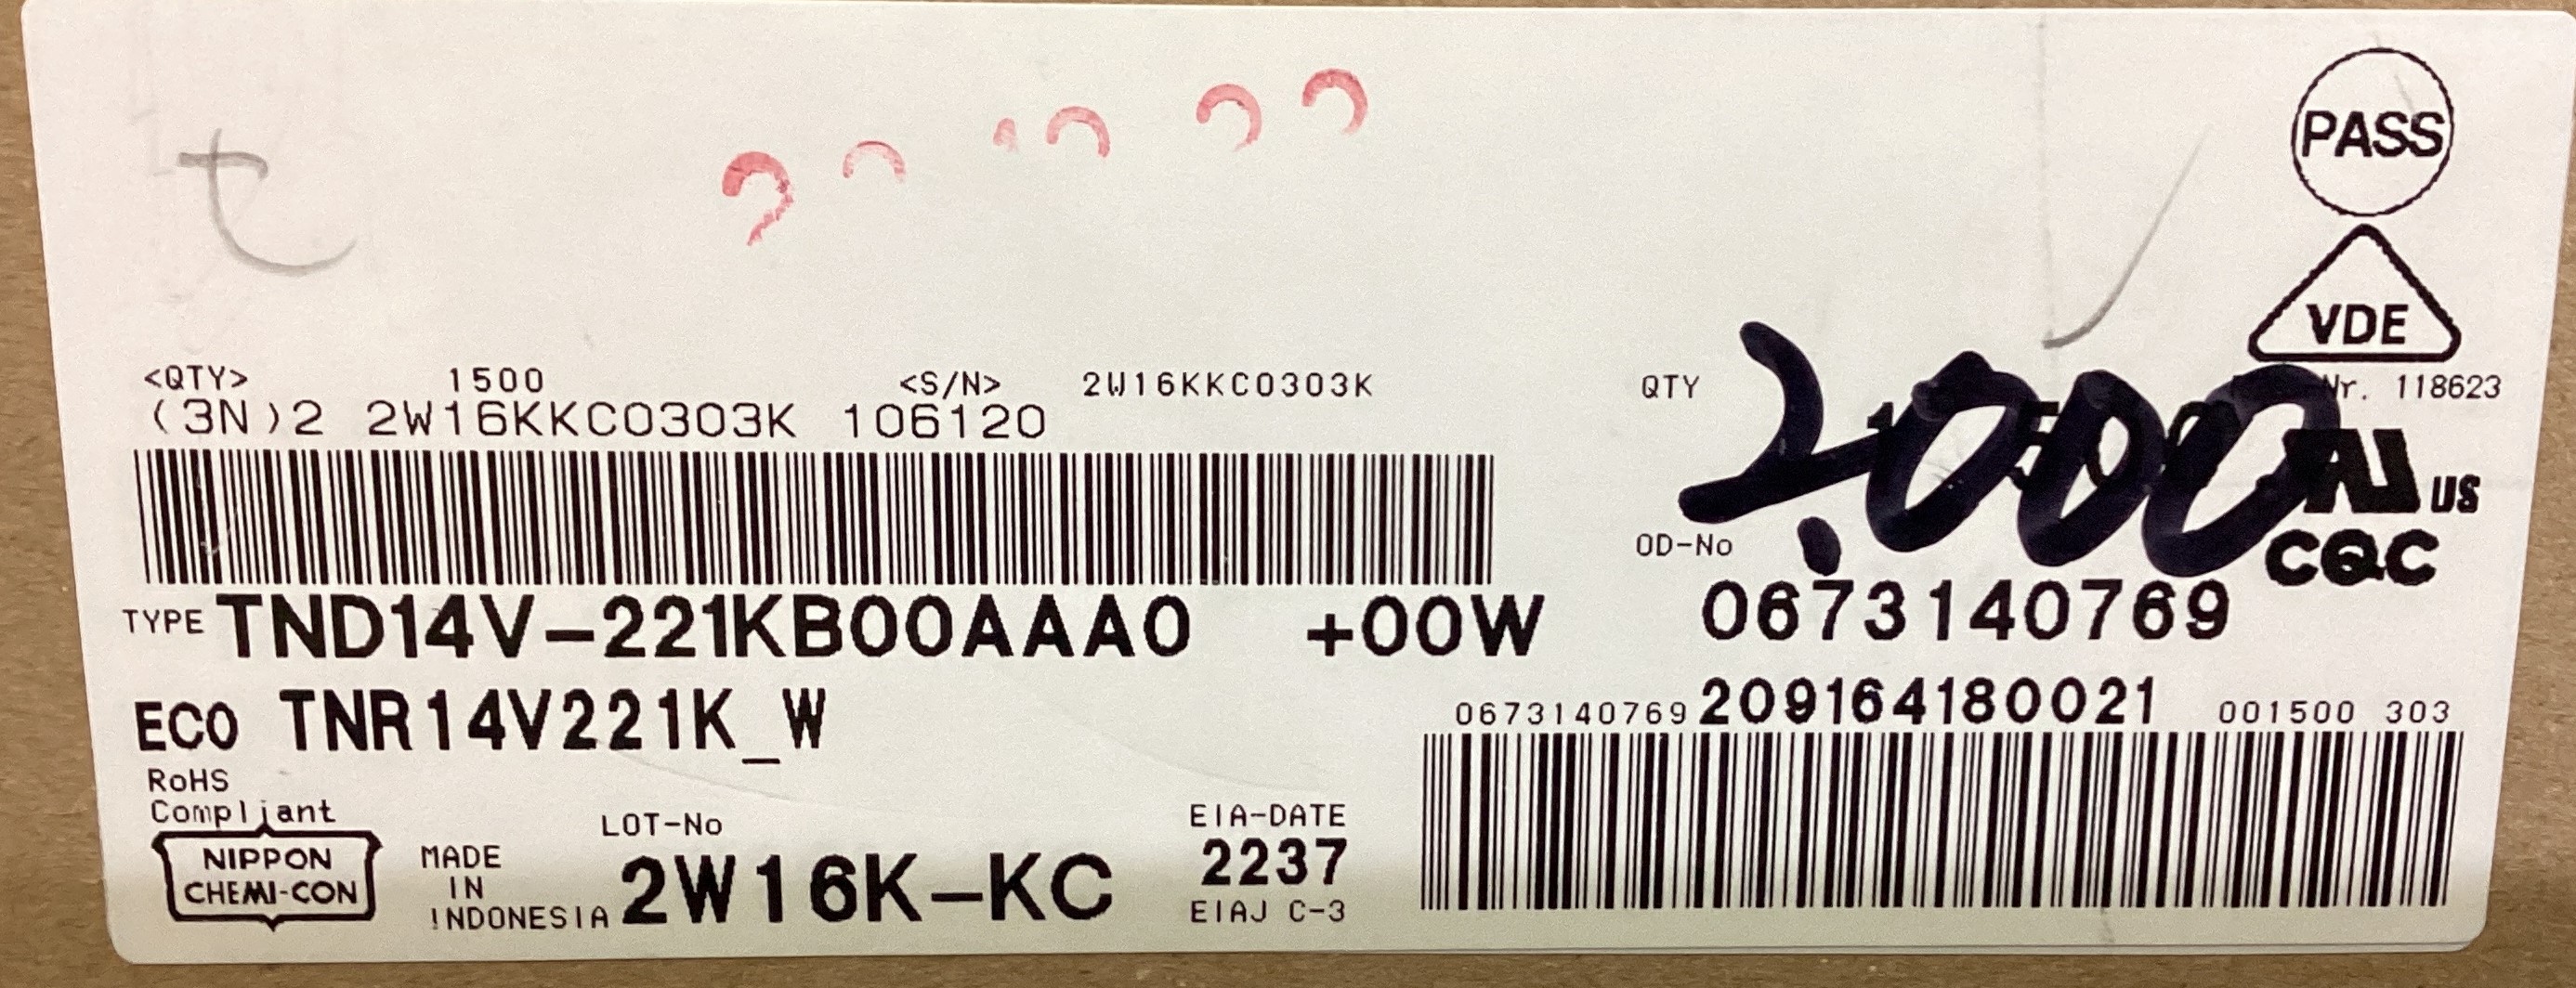 PASS
VDE
<QTY> 1500 <S/N> 2W16KKC0303K
(3N)2 2W16KKC0303K 106120
QTY 2,000
Nr. 118623
US
CQC
OD-No
0673140769
TYPE TND14V-221KB00AAA0 +00W
ECO TNR14V221K_W
0673140769 209164180021 001500 303
RoHS
Compliant
NIPPON
CHEMI-CON
MADE
IN
INDONESIA
LOT-No
2W16K-KC
EIA-DATE
2237
EIAJ C-3